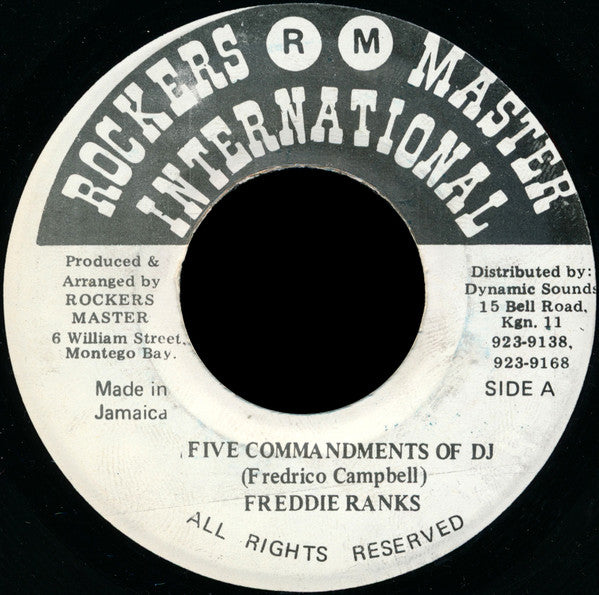 ROCKERS R M MASTER
INTERNATIONAL
Produced &
Arranged by
ROCKERS
MASTER
6 William Street,
Montego Bay.
Made in
Jamaica
Distributed by:
Dynamic Sounds
15 Bell Road,
Kgn. 11
923-9138,
923-9168
SIDE A
FIVE COMMANDMENTS OF DJ
(Fredrico Campbell)
FREDDIE RANKS
ALL RIGHTS RESERVED